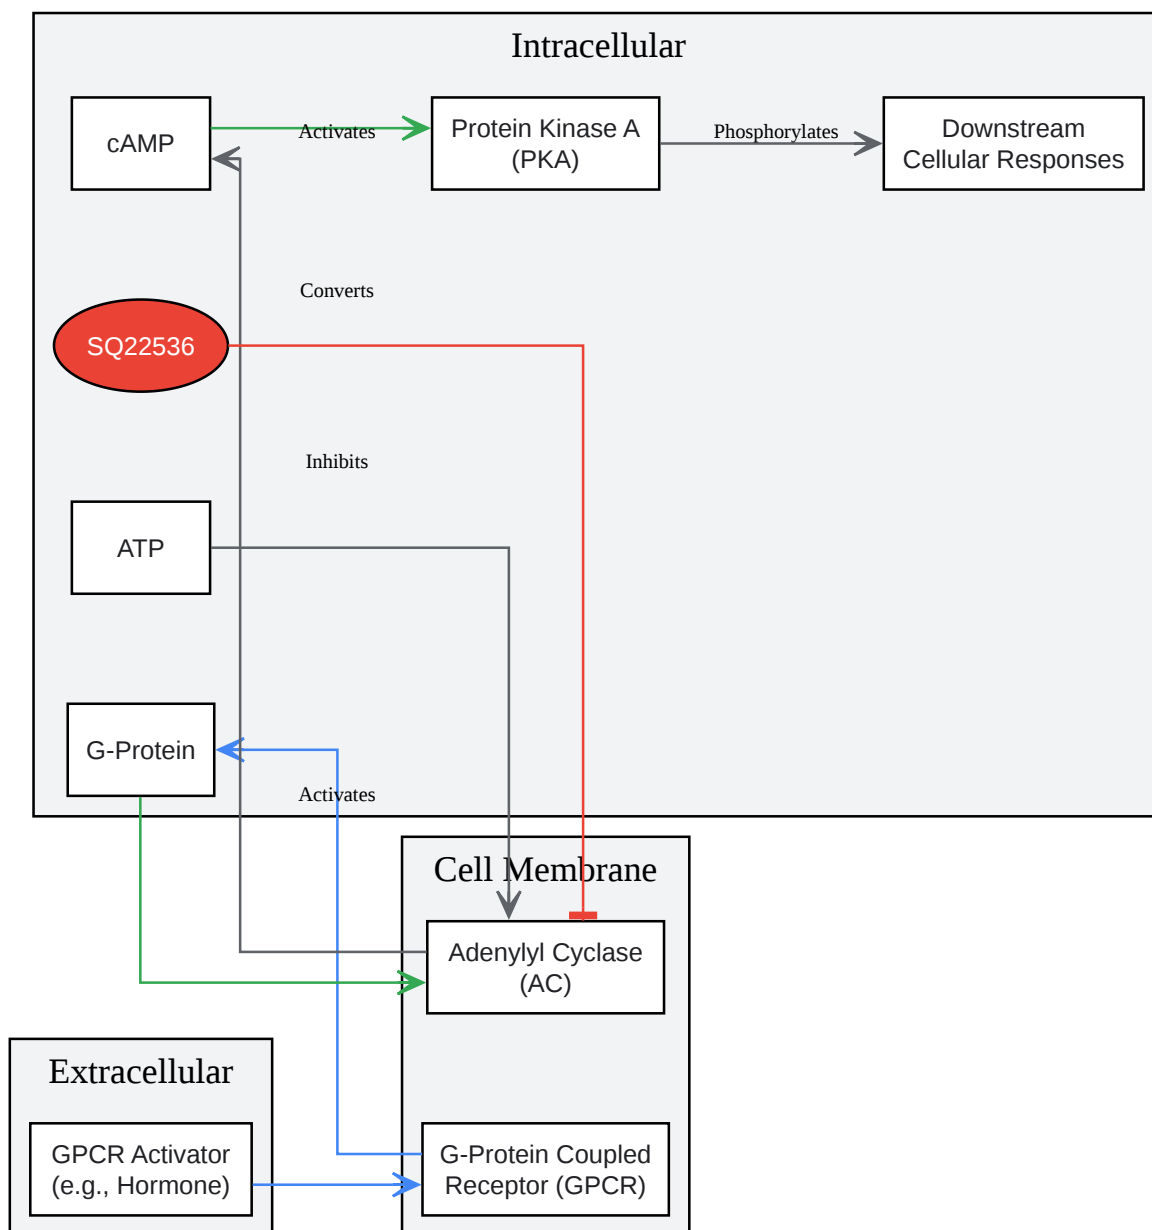 Intracellular
cAMP
Activates
Protein Kinase A
(PKA)
Phosphorylates
Downstream
Cellular Responses
Converts
SQ22536
Inhibits
ATP
G-Protein
Activates
Cell Membrane
Adenylyl Cyclase
(AC)
Extracellular
GPCR Activator
(e.g., Hormone)
G-Protein Coupled
Receptor (GPCR)